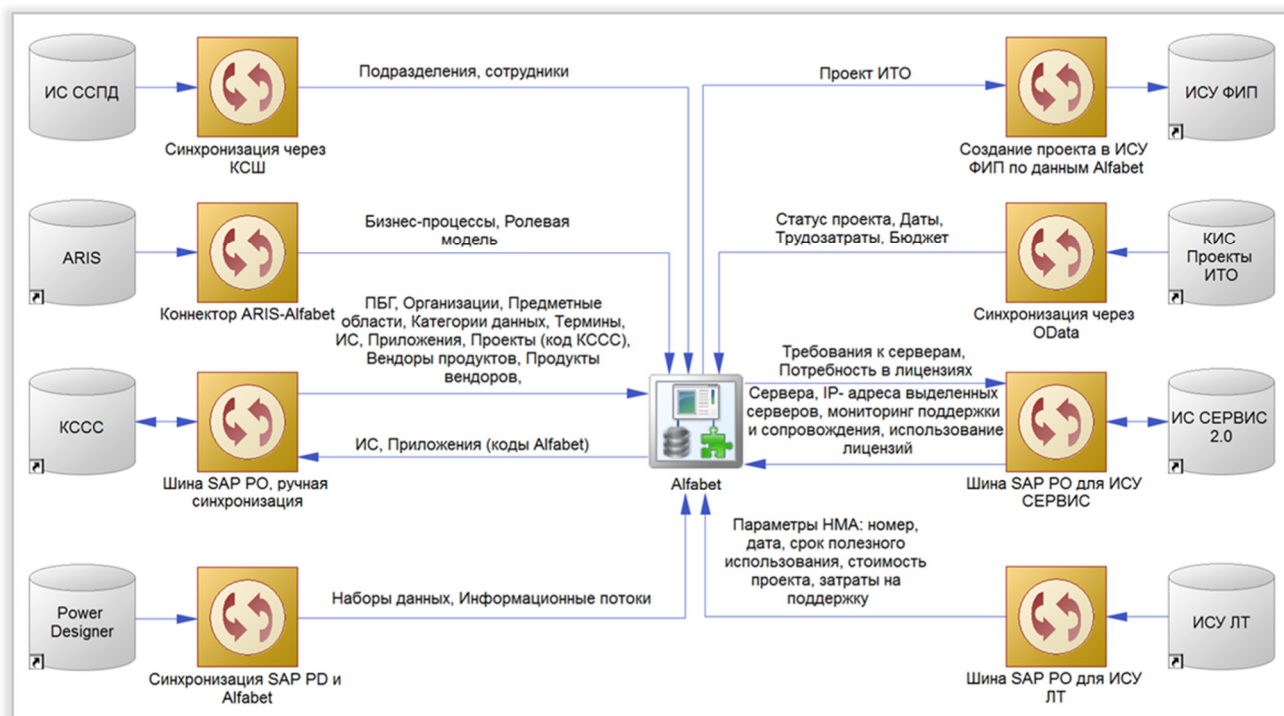 ИС ССПД
Подразделения, сотрудники
Синхронизация через
КСШ
ARIS
Бизнес-процессы, Ролевая
модель
Коннектор ARIS-Alfabet
ПБГ, Организации, Предметные
области, Категории данных, Термины,
ИС, Приложения, Проекты (код КССС),
Вендоры продуктов, Продукты
вендоров,
КССС
ИС, Приложения (коды Alfabet)
Шина SAP PO, ручная
синхронизация
Power
Designer
Наборы данных, Информационные потоки
Синхронизация SAP PD и
Alfabet
Alfabet
Проект ИТО
ИСУ ФИП
Создание проекта в ИСУ
ФИП по данным Alfabet
Статус проекта, Даты,
Трудозатраты, Бюджет
КИС
Проекты
ИТО
Синхронизация через
OData
Требования к серверам,
Потребность в лицензиях
Сервера, IP- адреса выделенных
серверов, мониторинг поддержки
и сопровождения, использование
лицензий
ИС СЕРВИС
2.0
Шина SAP PO для ИСУ
СЕРВИС
Параметры НМА: номер,
дата, срок полезного
использования, стоимость
проекта, затраты на
поддержку
ИСУ ЛТ
Шина SAP PO для ИСУ
ЛТ